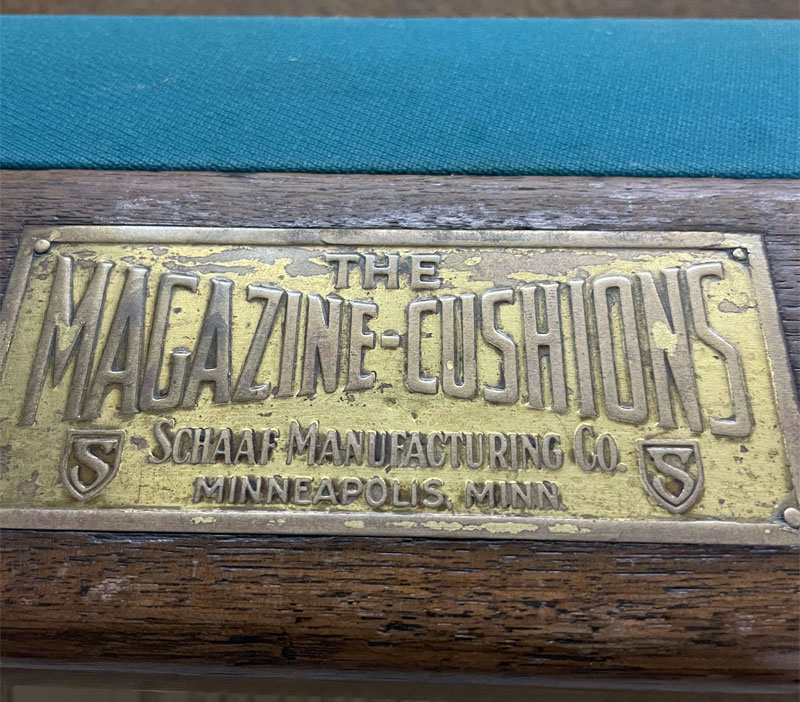 THE
MAGAZINE-CUSHIONS
SCHAAF MANUFACTURING CO.
S S
MINNEAPOLIS, MINN